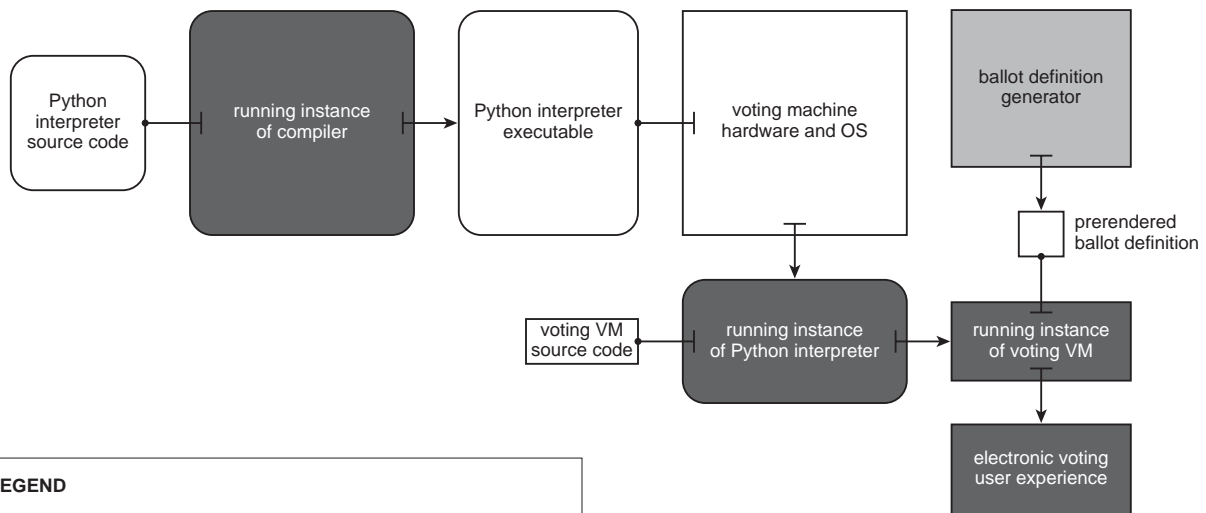 Python
interpreter
source code
running instance
of compiler
Python interpreter
executable
voting machine
hardware and OS
ballot definition
generator
prerendered
ballot definition
voting VM
source code
running instance
of Python interpreter
running instance
of voting VM
electronic voting
user experience
EGEND